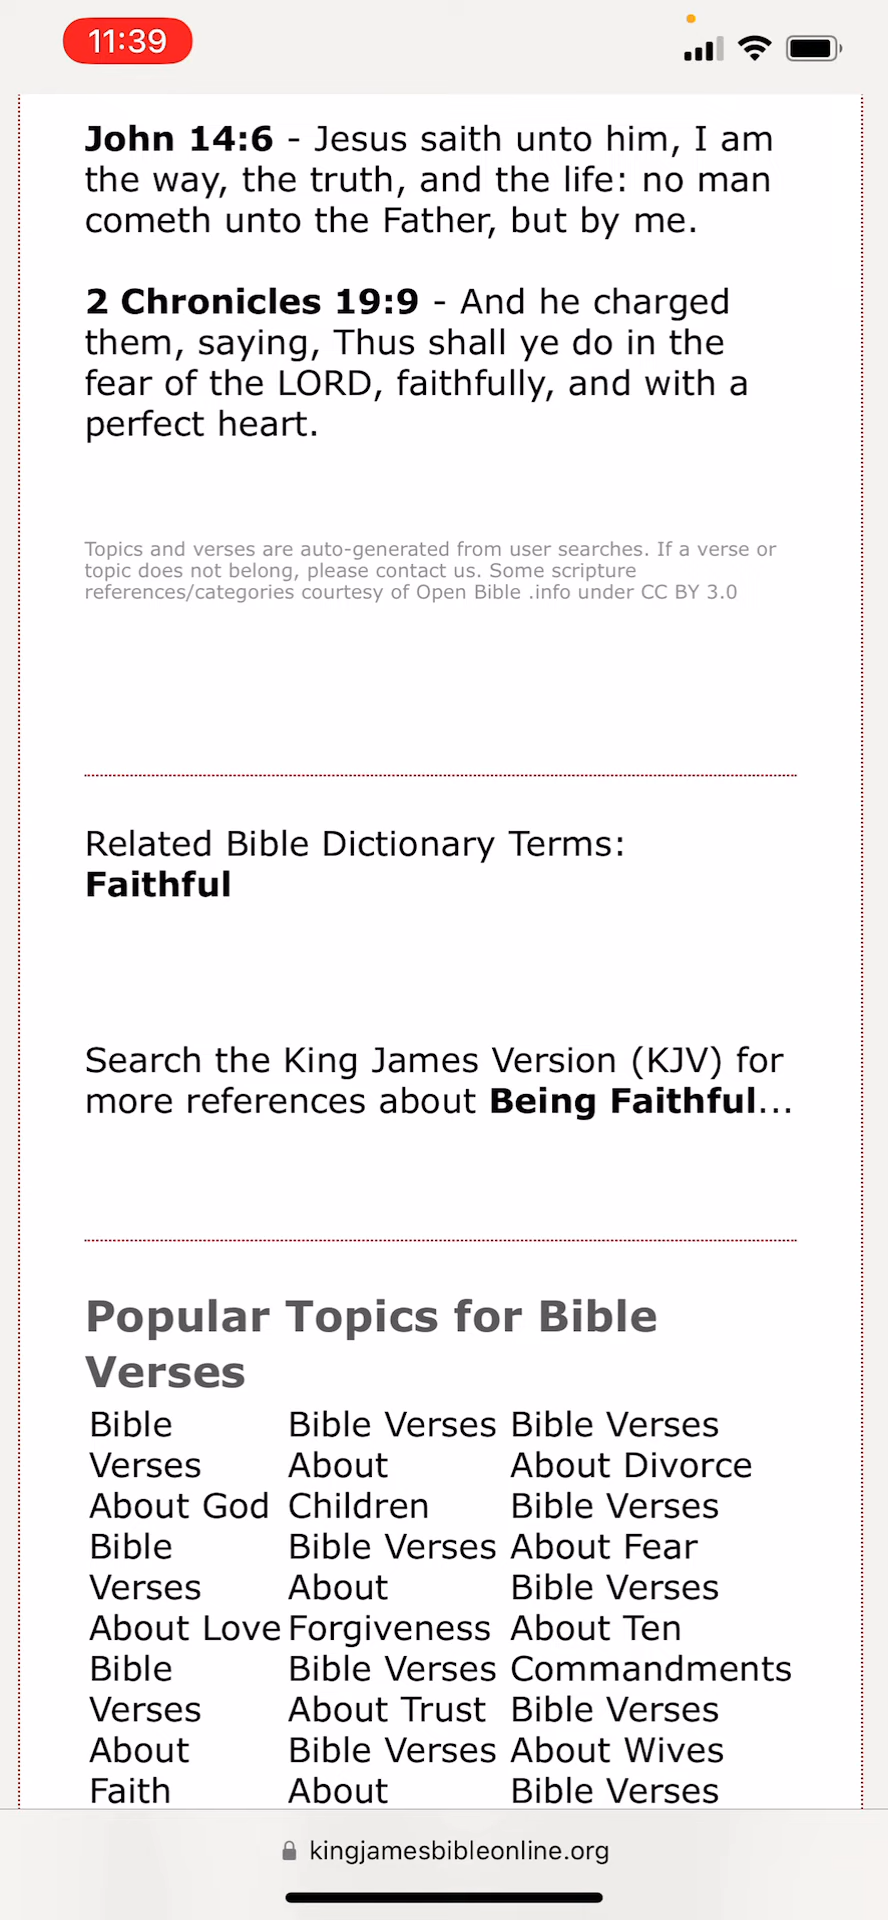 11:39
John 14:6 - Jesus saith unto him, I am
the way, the truth, and the life: no man
cometh unto the Father, but by me.
2 Chronicles 19:9 - And he charged
them, saying, Thus shall ye do in the
fear of the LORD, faithfully, and with a
perfect heart.
Topics and verses are auto-generated from user searches. If a verse or
topic does not belong, please contact us. Some scripture
references/categories courtesy of Open Bible .info under CC BY 3.0
Related Bible Dictionary Terms:
Faithful
Search the King James Version (KJV) for
more references about Being Faithful...
Popular Topics for Bible
Verses
Bible
Verses
About God
Bible
Verses
About Love
Bible
Verses
About
Faith
Bible Verses
About
Children
Bible Verses
About
Forgiveness
Bible Verses
About Trust
Bible Verses
About
Bible Verses
About Divorce
Bible Verses
About Fear
Bible Verses
About Ten
Commandments
Bible Verses
About Wives
Bible Verses
kingjamesbibleonline.org